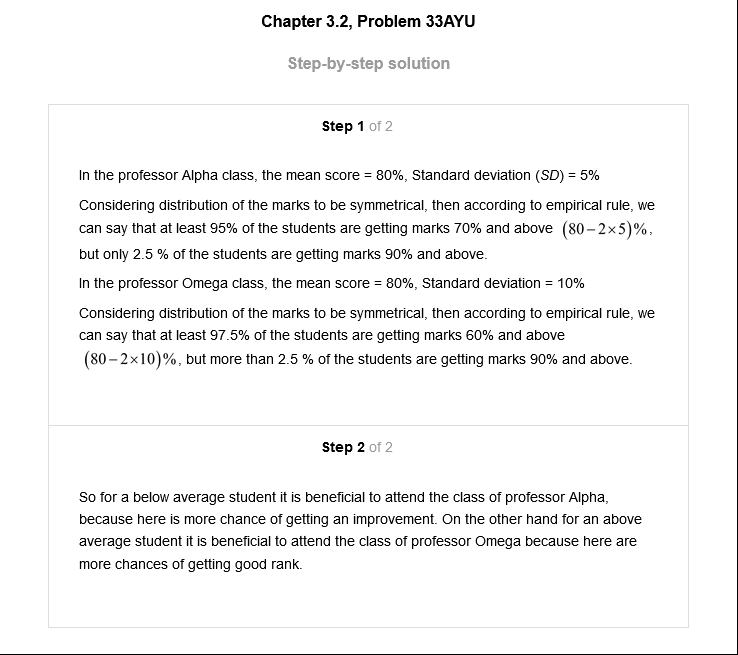 Chapter 3.2, Problem 33AYU
Step-by-step solution
Step 1 of 2
In the professor Alpha class, the mean score = 80%, Standard deviation (SD) = 5%
Considering distribution of the marks to be symmetrical, then according to empirical rule, we
can say that at least 95% of the students are getting marks 70% and above (80−2×5)%,
but only 2.5 % of the students are getting marks 90% and above.
In the professor Omega class, the mean score = 80%, Standard deviation = 10%
Considering distribution of the marks to be symmetrical, then according to empirical rule, we
can say that at least 97.5% of the students are getting marks 60% and above
(80−2×10)%, but more than 2.5 % of the students are getting marks 90% and above.
Step 2 of 2
So for a below average student it is beneficial to attend the class of professor Alpha,
because here is more chance of getting an improvement. On the other hand for an above
average student it is beneficial to attend the class of professor Omega because here are
more chances of getting good rank.